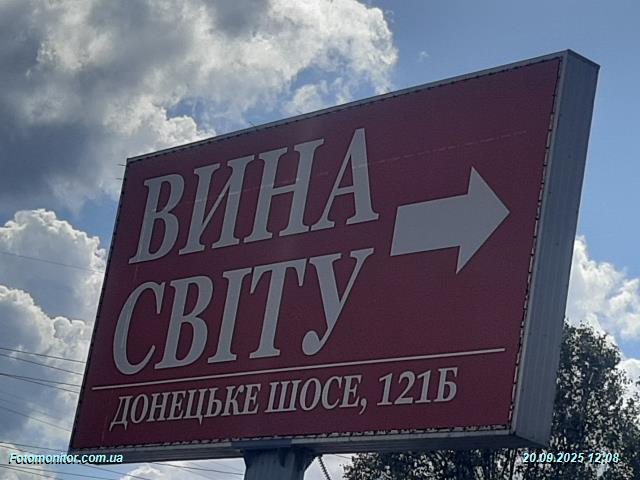 ВИНА
СВІТУ
ДОНЕЦЬКЕ ШОСЕ, 121Б
Fotomonitor.com.ua
20.09.2025 12:08